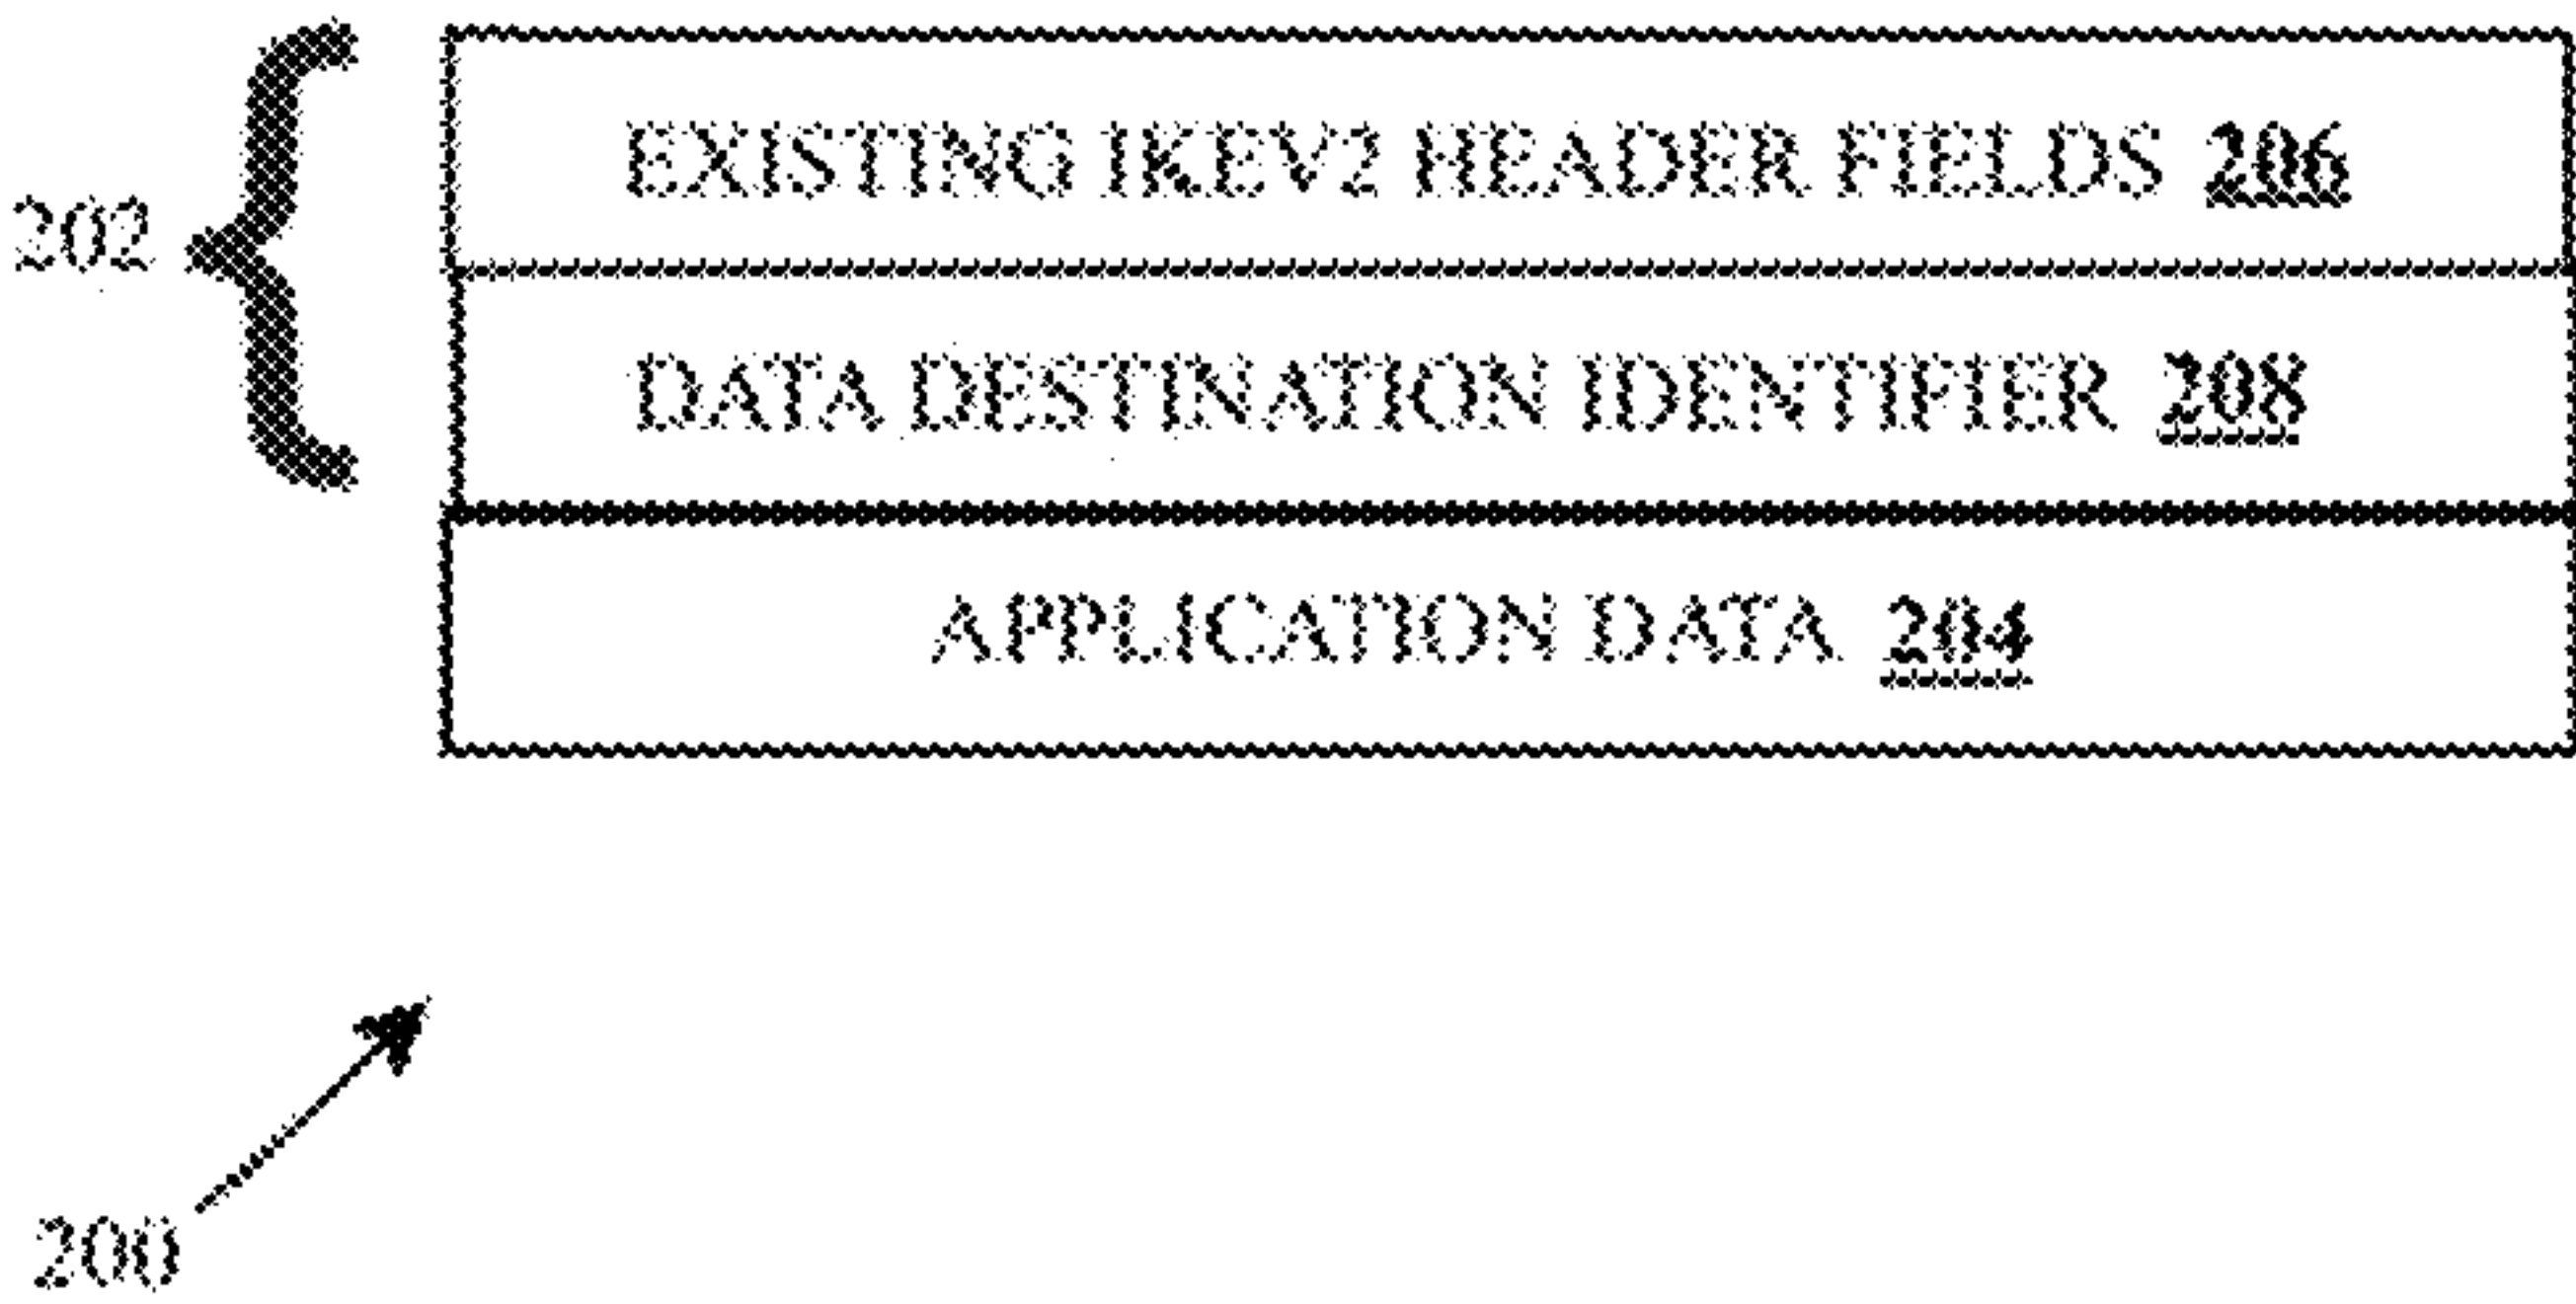 EXISTING IKEV2 HEADER FIELDS 206
202
DATA DESTINATION IDENTIFIER 208
APPLICATION DATA 204
200